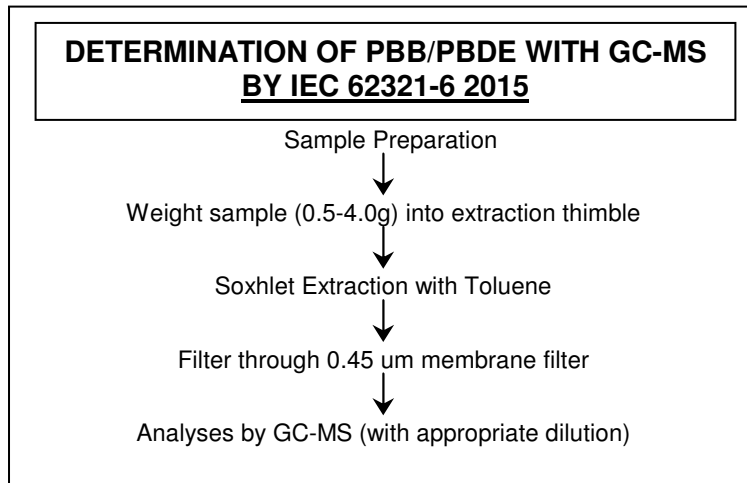 DETERMINATION OF PBB/PBDE WITH GC-MS
BY IEC 62321-6 2015
Sample Preparation
Weight sample (0.5-4.0g) into extraction thimble
Soxhlet Extraction with Toluene
Filter through 0.45 um membrane filter
Analyses by GC-MS (with appropriate dilution)